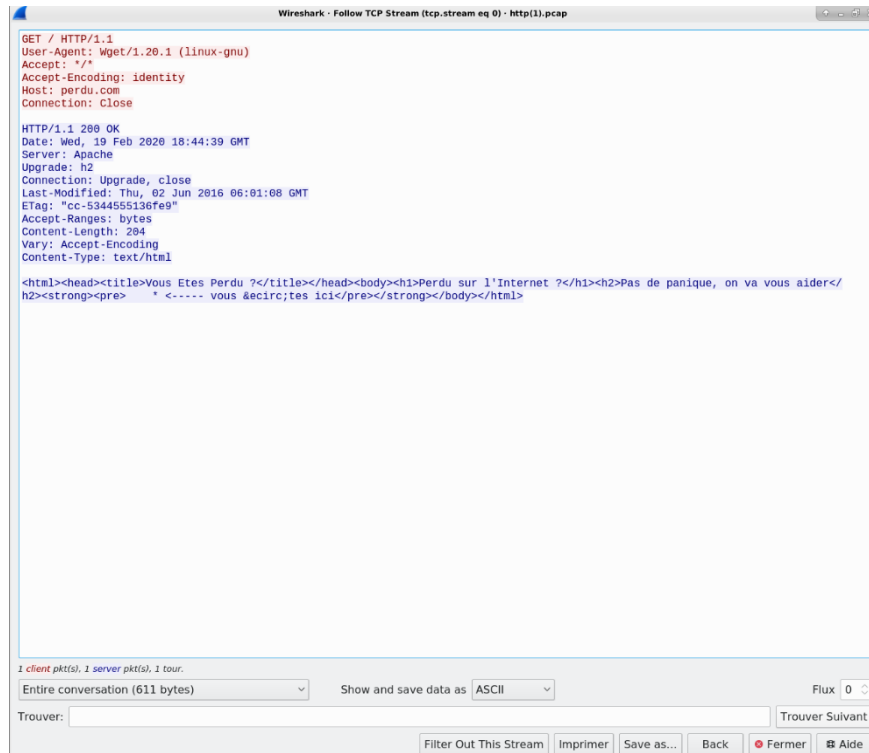 Wireshark · Follow TCP Stream (tcp.stream eq 0) · http(1).pcap
GET / HTTP/1.1
User-Agent: Wget/1.20.1 (linux-gnu)
Accept: */*
Accept-Encoding: identity
Host: perdu.com
Connection: Close
HTTP/1.1 200 OK
Date: Wed, 19 Feb 2020 18:44:39 GMT
Server: Apache
Upgrade: h2
Connection: Upgrade, close
Last-Modified: Thu, 02 Jun 2016 06:01:08 GMT
ETag: "cc-5344555136fe9"
Accept-Ranges: bytes
Content-Length: 204
Vary: Accept-Encoding
Content-Type: text/html
<html><head><title>Vous Etes Perdu ?</title></head><body><h1>Perdu sur l'Internet ?</h1><h2>Pas de panique, on va vous aider</
h2><strong><pre>    * <----- vous &ecirc;tes ici</pre></strong></body></html>
1 client pkt(s), 1 server pkt(s), 1 tour.
Entire conversation (611 bytes) Show and save data as ASCII Flux 0
Trouver: Trouver Suivant
Filter Out This Stream Imprimer Save as... Back Fermer Aide